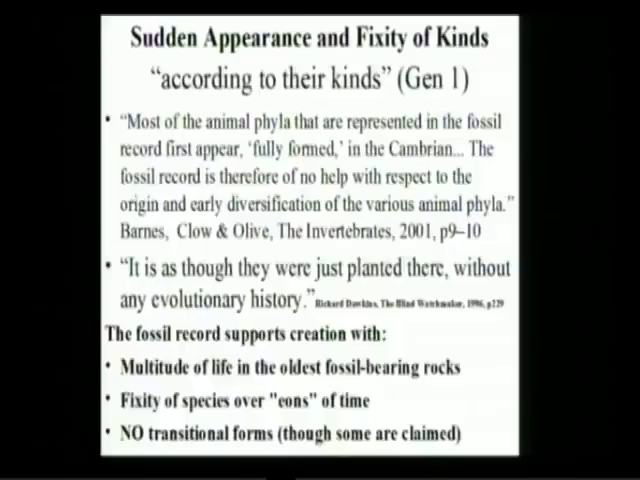 Sudden Appearance and Fixity of Kinds
“according to their kinds” (Gen 1)
• “Most of the animal phyla that are represented in the fossil
record first appear, ‘fully formed,’ in the Cambrian... The
fossil record is therefore of no help with respect to the
origin and early diversification of the various animal phyla.”
Barnes, Clow & Olive, The Invertebrates, 2001, p9–10
• “It is as though they were just planted there, without
any evolutionary history.” Richard Dawkins, The Blind Watchmaker, 1996, p229
The fossil record supports creation with:
• Multitude of life in the oldest fossil-bearing rocks
• Fixity of species over "eons" of time
• NO transitional forms (though some are claimed)